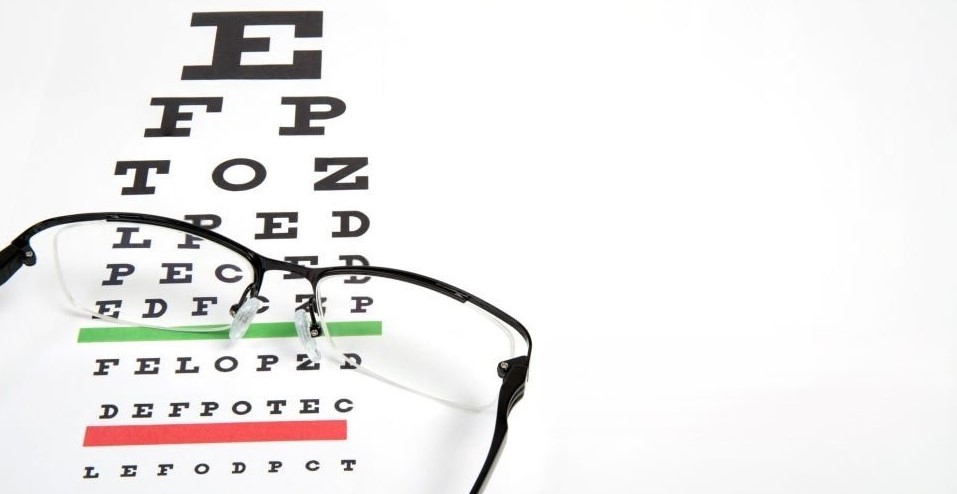 E
F P
T O Z
L P E D
P E C F D
E D F C Z P
F E L O P Z D
D E F P O T E C
L E F O D P C T